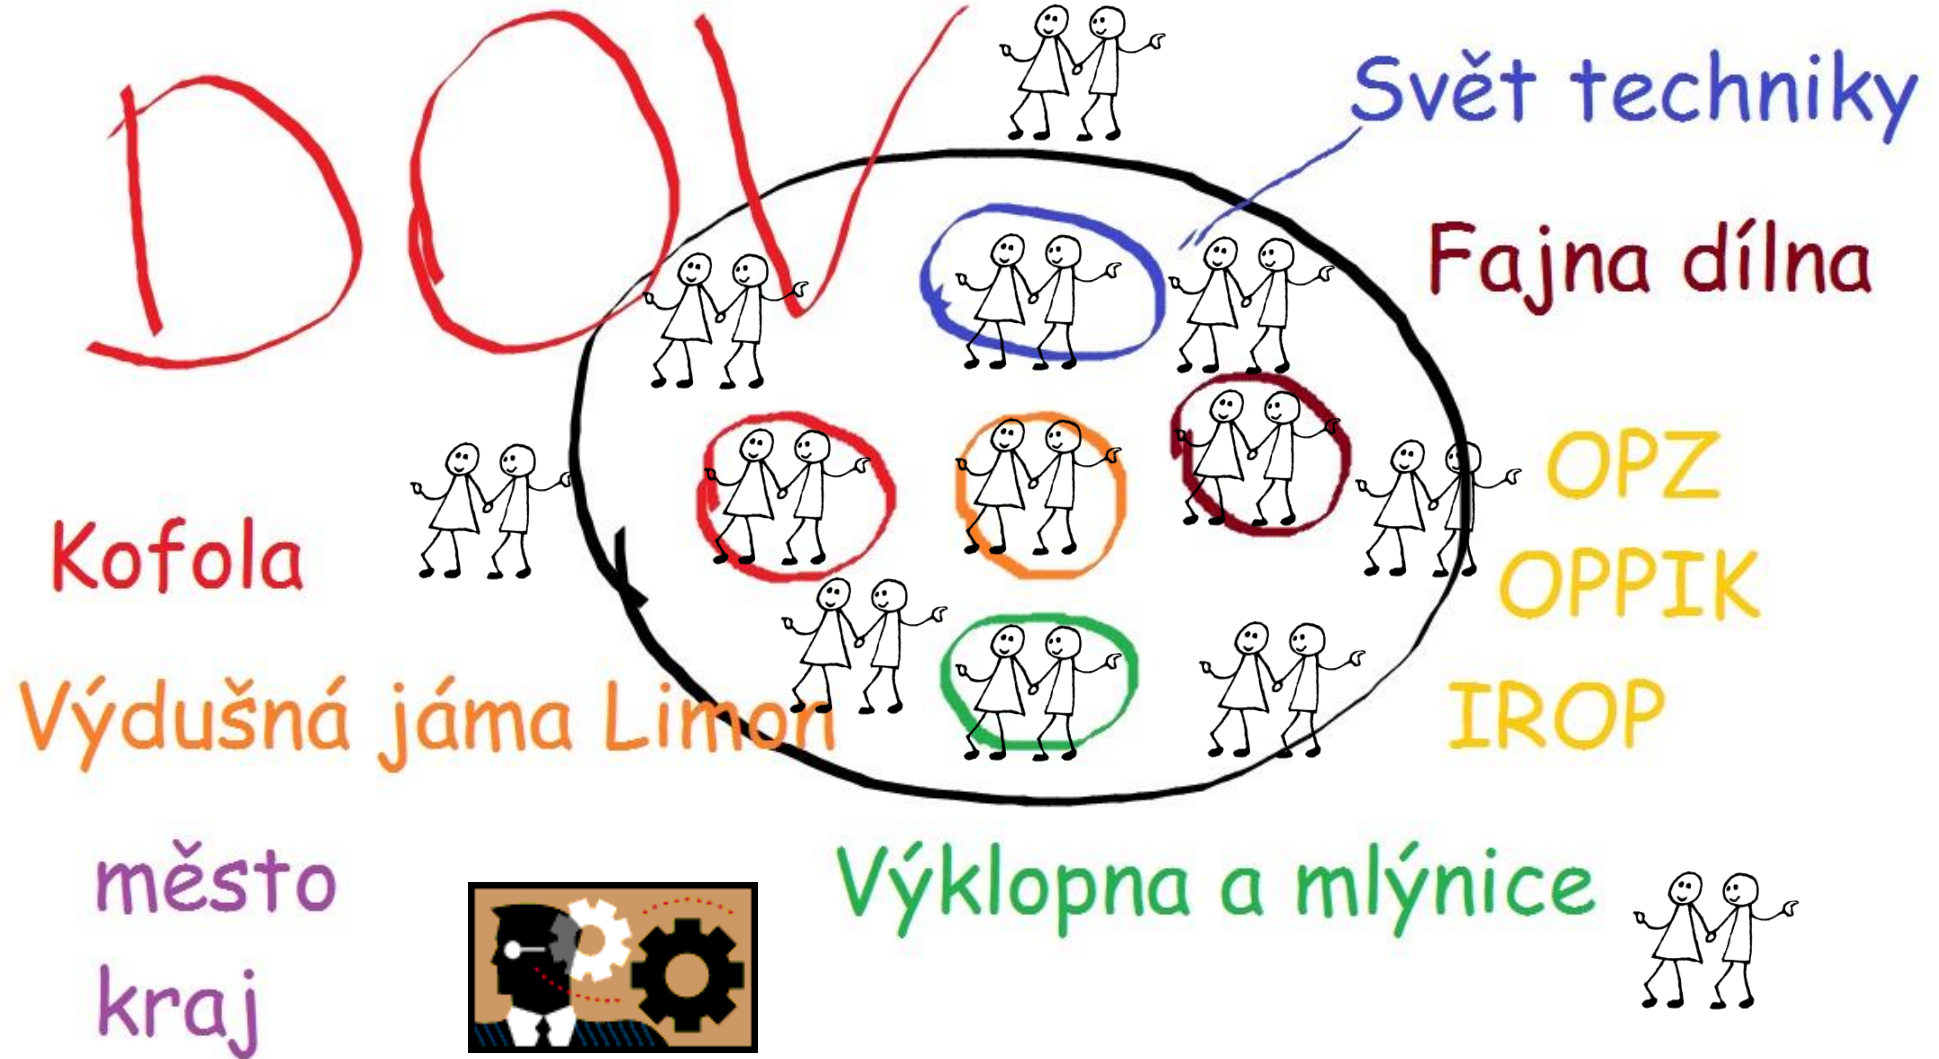 DOV
Svět techniky
Fajna dílna
OPZ
Kofola
OPPIK
Výdušná jáma Limon
IROP
město
Výklopna a mlýnice
kraj